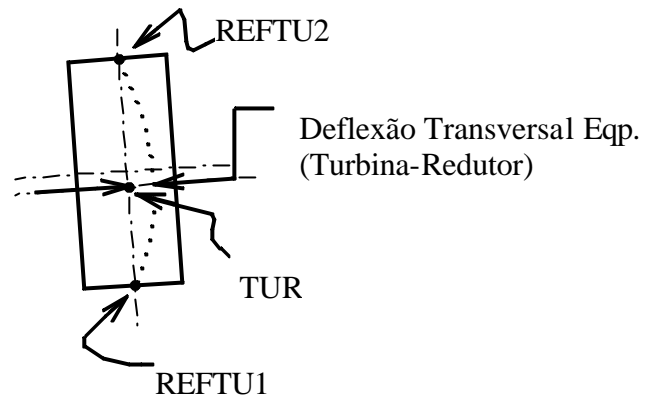 REFTU2
Deflexão Transversal Eqp.
(Turbina-Redutor)
TUR
REFTU1